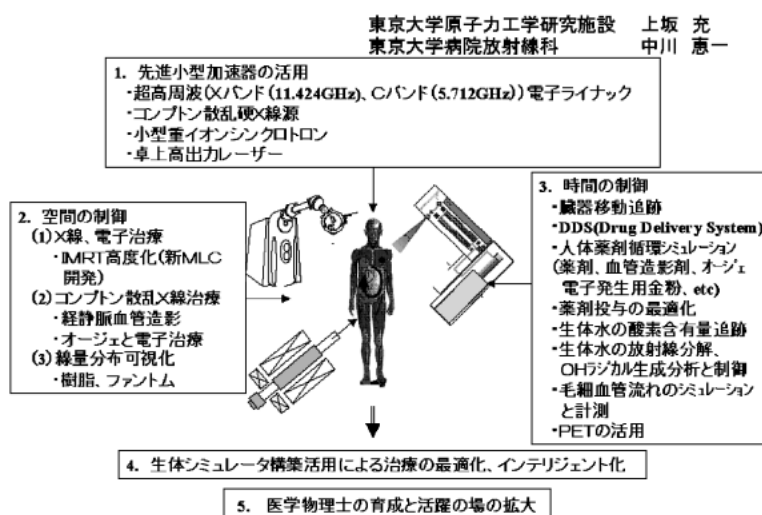 東京大学原子力工学研究施設　上坂　充
東京大学病院放射線科　中川　恵一
1．先進小型加速器の活用
・超高周波(Xバンド(11.424GHz)、Cバンド(5.712GHz))電子ライナック
・コンプトン散乱硬X線源
・小型重イオンシンクロトロン
・卓上高出力レーザー
2．空間の制御
(1)X線、電子治療
・IMRT高度化(新MLC
開発)
(2)コンプトン散乱X線治療
・経静脈血管造影
・オージェと電子治療
(3)線量分布可視化
・樹脂、ファントム
3．時間の制御
・臓器移動追跡
・DDS(Drug Delivery System)
・人体薬剤循環シミュレーション
(薬剤、血管造影剤、オージェ
電子発生用金粉、etc)
・薬剤投与の最適化
・生体水の酸素含有量追跡
・生体水の放射線分解、
OHラジカル生成分析と制御
・毛細血管流れのシミュレーション
と計測
・PETの活用
4．生体シミュレータ構築活用による治療の最適化、インテリジェント化
5．医学物理士の育成と活躍の場の拡大